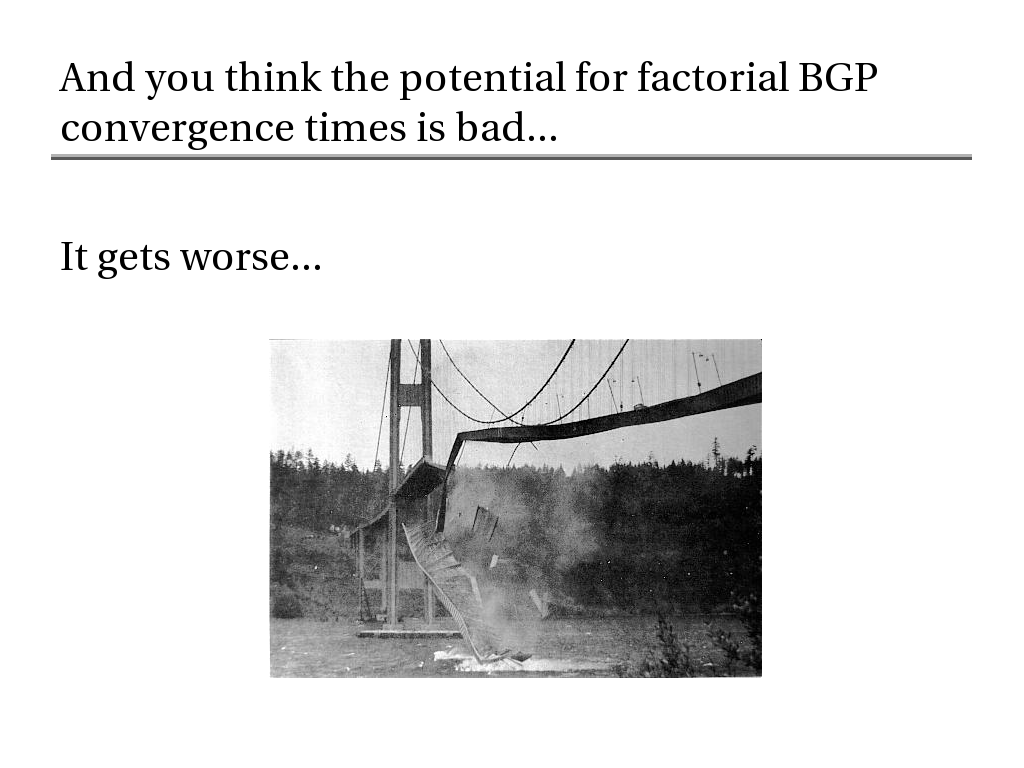 And you think the potential for factorial BGP
convergence times is bad...
It gets worse...